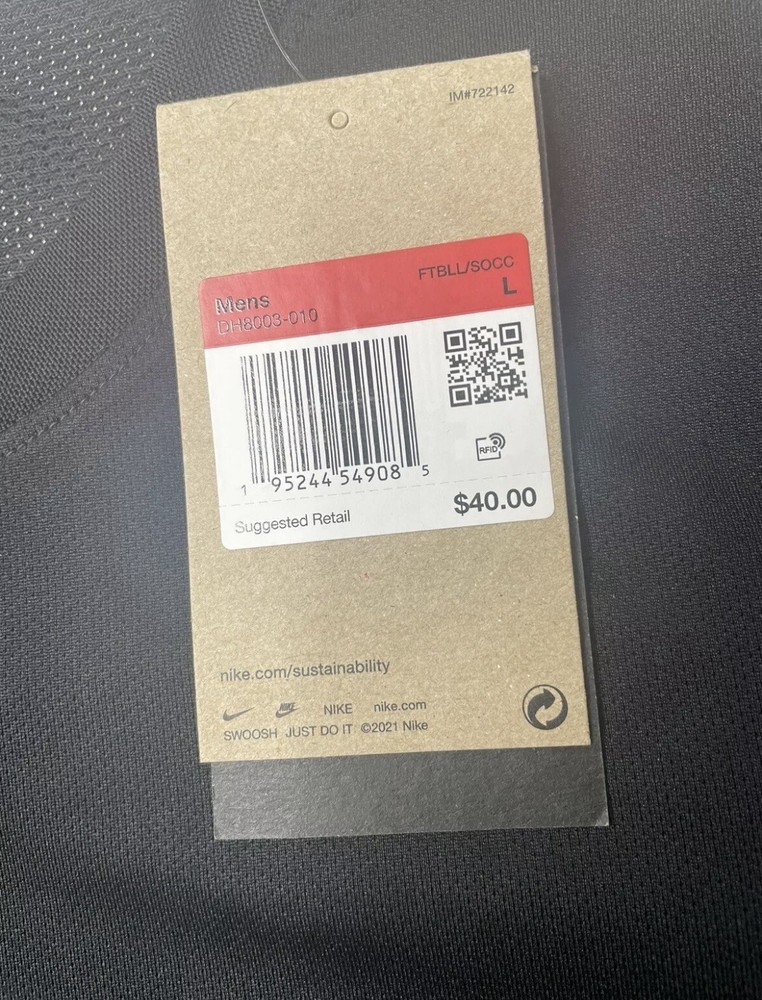 IM#722142
FTBLL/SOCC
Mens L
DH8003-010
RFID
1 95244 54908 5
Suggested Retail $40.00
nike.com/sustainability
NIKE NIKE nike.com
SWOOSH JUST DO IT ©2021 Nike